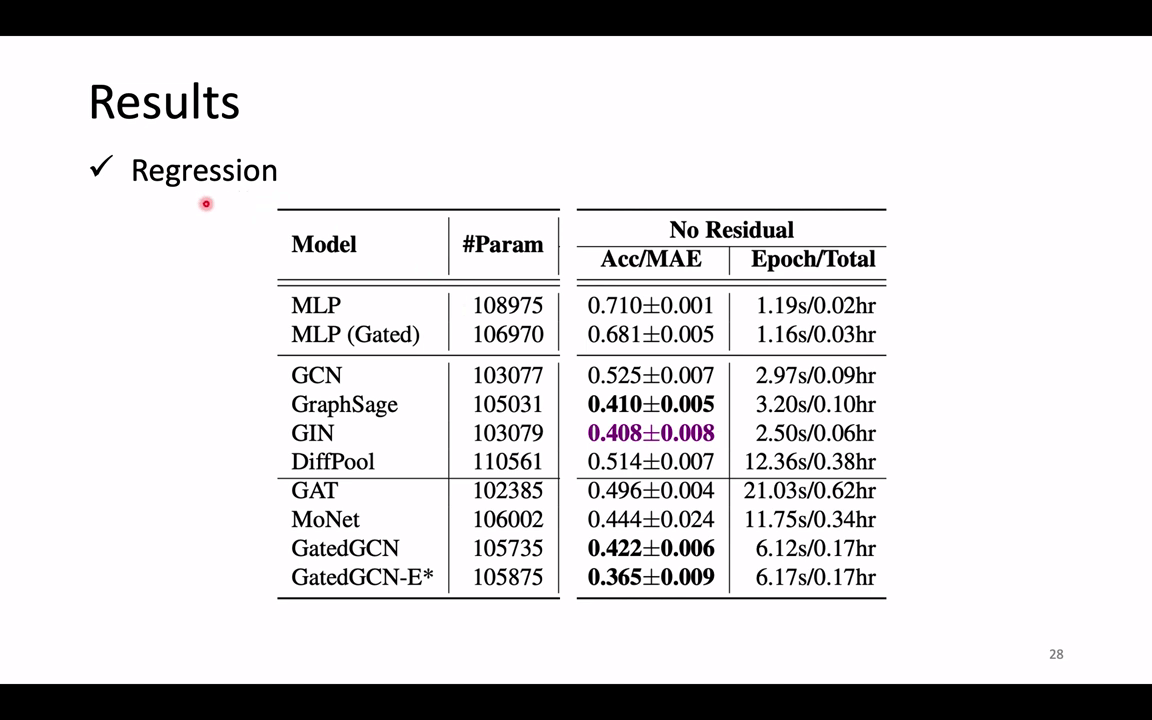 Results
✓ Regression
Model #Param No Residual
Acc/MAE Epoch/Total
MLP 108975 0.710±0.001 1.19s/0.02hr
MLP (Gated) 106970 0.681±0.005 1.16s/0.03hr
GCN 103077 0.525±0.007 2.97s/0.09hr
GraphSage 105031 0.410±0.005 3.20s/0.10hr
GIN 103079 0.408±0.008 2.50s/0.06hr
DiffPool 110561 0.514±0.007 12.36s/0.38hr
GAT 102385 0.496±0.004 21.03s/0.62hr
MoNet 106002 0.444±0.024 11.75s/0.34hr
GatedGCN 105735 0.422±0.006 6.12s/0.17hr
GatedGCN-E* 105875 0.365±0.009 6.17s/0.17hr
28